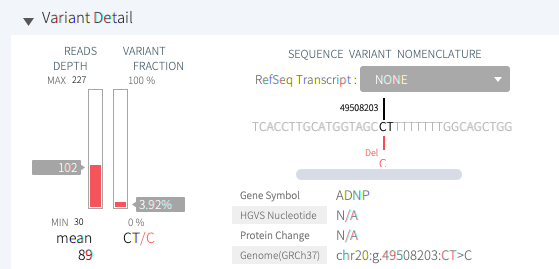 Variant Detail
READS DEPTH
VARIANT FRACTION
MAX 227
100 %
102
3.92%
MIN 30
0 %
mean 89
CT/C
SEQUENCE VARIANT NOMENCLATURE
RefSeq Transcript : NONE
49508203
TCACCTTGCATGGTAGCCTTTTTTTTGGCAGCTGG
Del
C
Gene Symbol ADNP
HGVS Nucleotide N/A
Protein Change N/A
Genome(GRCh37) chr20:g.49508203:CT>C